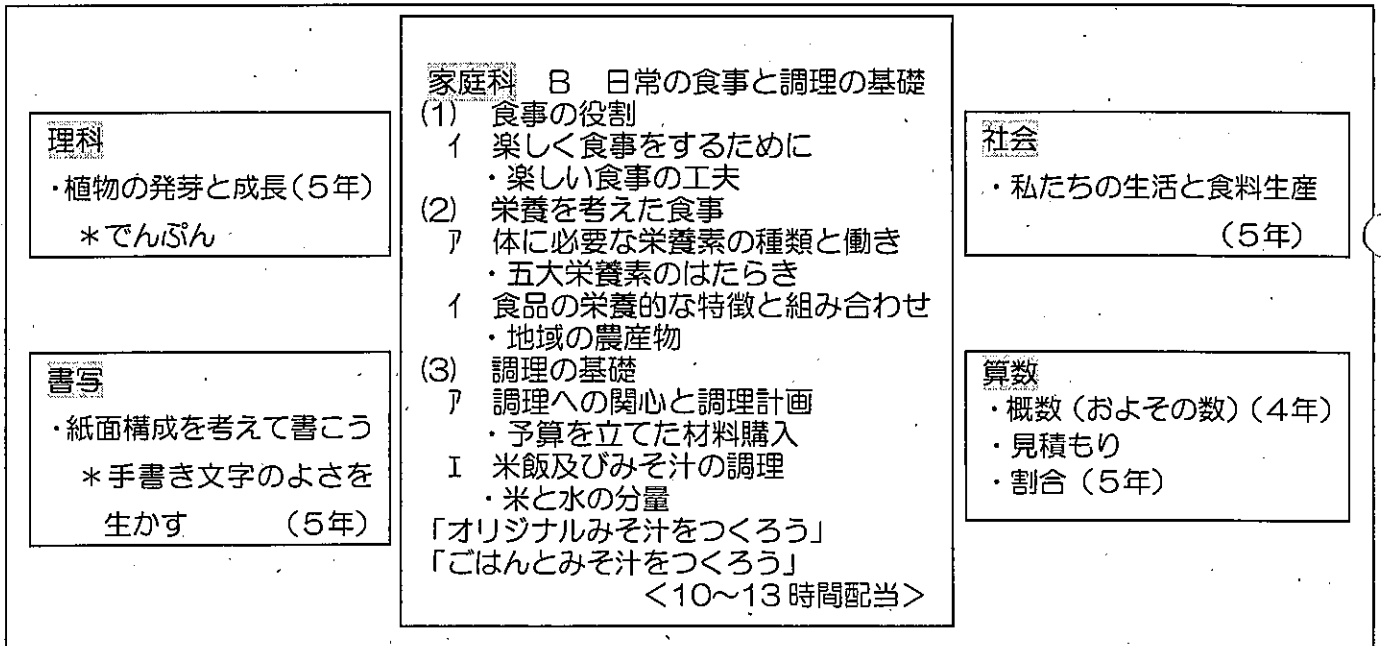 理科
・植物の発芽と成長(5年)
＊でんぷん
書写
・紙面構成を考えて書こう
＊手書き文字のよさを
生かす (5年)
家庭科 B 日常の食事と調理の基礎
(1) 食事の役割
イ 楽しく食事をするために
・楽しい食事の工夫
(2) 栄養を考えた食事
ア 体に必要な栄養素の種類と働き
・五大栄養素のはたらき
イ 食品の栄養的な特徴と組み合わせ
・地域の農産物
(3) 調理の基礎
ア 調理への関心と調理計画
・予算を立てた材料購入
エ 米飯及びみそ汁の調理
・米と水の分量
「オリジナルみそ汁をつくろう」
「ごはんとみそ汁をつくろう」
＜10～13時間配当＞
社会
・私たちの生活と食料生産
(5年)
算数
・概数(およその数)(4年)
・見積もり
・割合(5年)